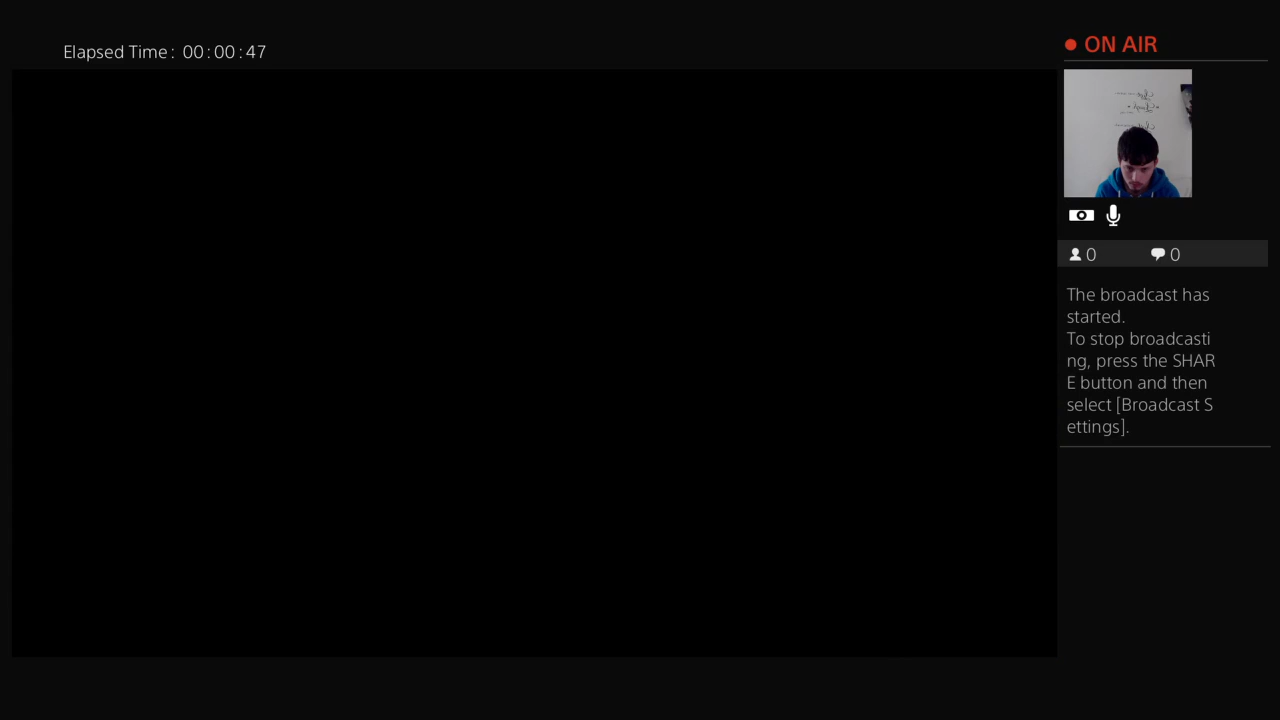 Elapsed Time: 00:00:47
ON AIR
0 0
The broadcast has
started.
To stop broadcasti
ng, press the SHAR
E button and then
select [Broadcast S
ettings].